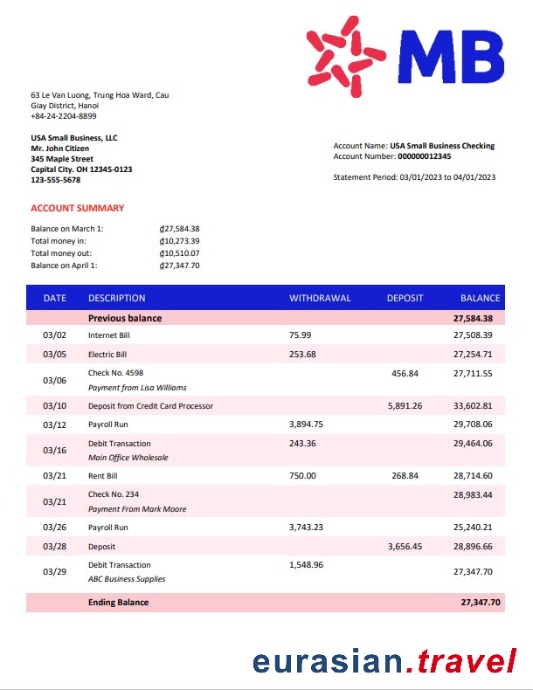 MB
63 Le Van Luong, Trung Hoa Ward, Cau
Giay District, Hanoi
+84-24-2204-8899
USA Small Business, LLC
Mr. John Citizen
345 Maple Street
Capital City. OH 12345-0123
123-555-5678
Account Name: USA Small Business Checking
Account Number: 000000012345
Statement Period: 03/01/2023 to 04/01/2023
ACCOUNT SUMMARY
Balance on March 1: ₫27,584.38
Total money in: ₫10,273.39
Total money out: ₫10,510.07
Balance on April 1: ₫27,347.70
DATE DESCRIPTION WITHDRAWAL DEPOSIT BALANCE
Previous balance 27,584.38
03/02 Internet Bill 75.99 27,508.39
03/05 Electric Bill 253.68 27,254.71
03/06 Check No. 4598 456.84 27,711.55
Payment from Lisa Williams
03/10 Deposit from Credit Card Processor 5,891.26 33,602.81
03/12 Payroll Run 3,894.75 29,708.06
03/16 Debit Transaction 243.36 29,464.06
Main Office Wholesale
03/21 Rent Bill 750.00 268.84 28,714.60
03/21 Check No. 234 28,983.44
Payment From Mark Moore
03/26 Payroll Run 3,743.23 25,240.21
03/28 Deposit 3,656.45 28,896.66
03/29 Debit Transaction 1,548.96 27,347.70
ABC Business Supplies
Ending Balance 27,347.70
eurasian.travel